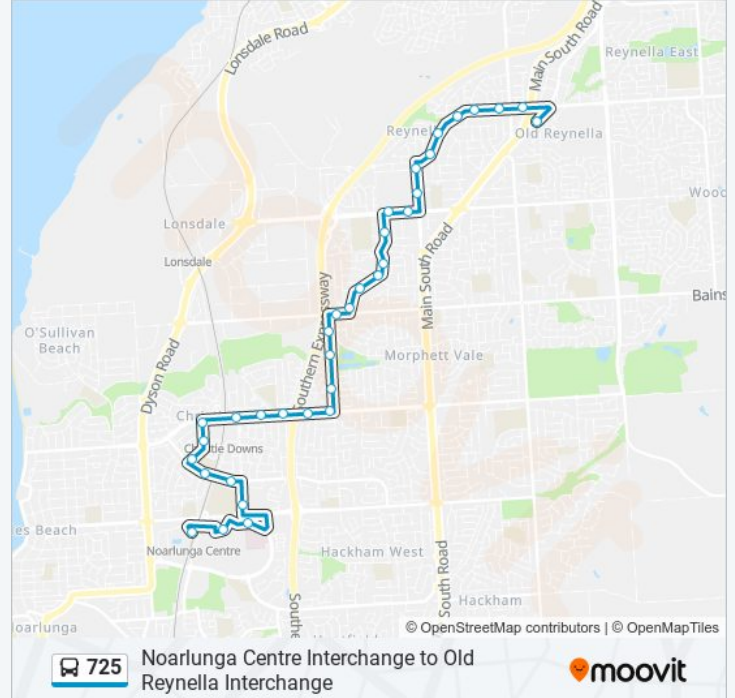 Lonsdale Road
Main South Road
Reynella East
Reynel
Old Reynella
Wood
Lonsdale
Lonsdale
Main South Road
Southern Expressway
Bains
O'Sullivan
Beach
Dyson Road
Morphett Vale
Ch
Christie Downs
es Beach
Noarlunga Centre
Hackham West
South Road
Hackham
Southe
oarlunga
© OpenStreetMap contributors | © OpenMapTiles
725
Noarlunga Centre Interchange to Old
Reynella Interchange
moovit